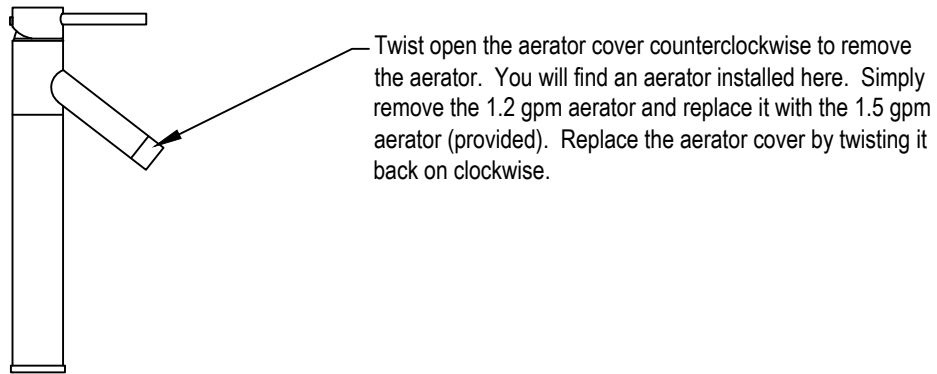 Twist open the aerator cover counterclockwise to remove
the aerator.  You will find an aerator installed here.  Simply
remove the 1.2 gpm aerator and replace it with the 1.5 gpm
aerator (provided).  Replace the aerator cover by twisting it
back on clockwise.